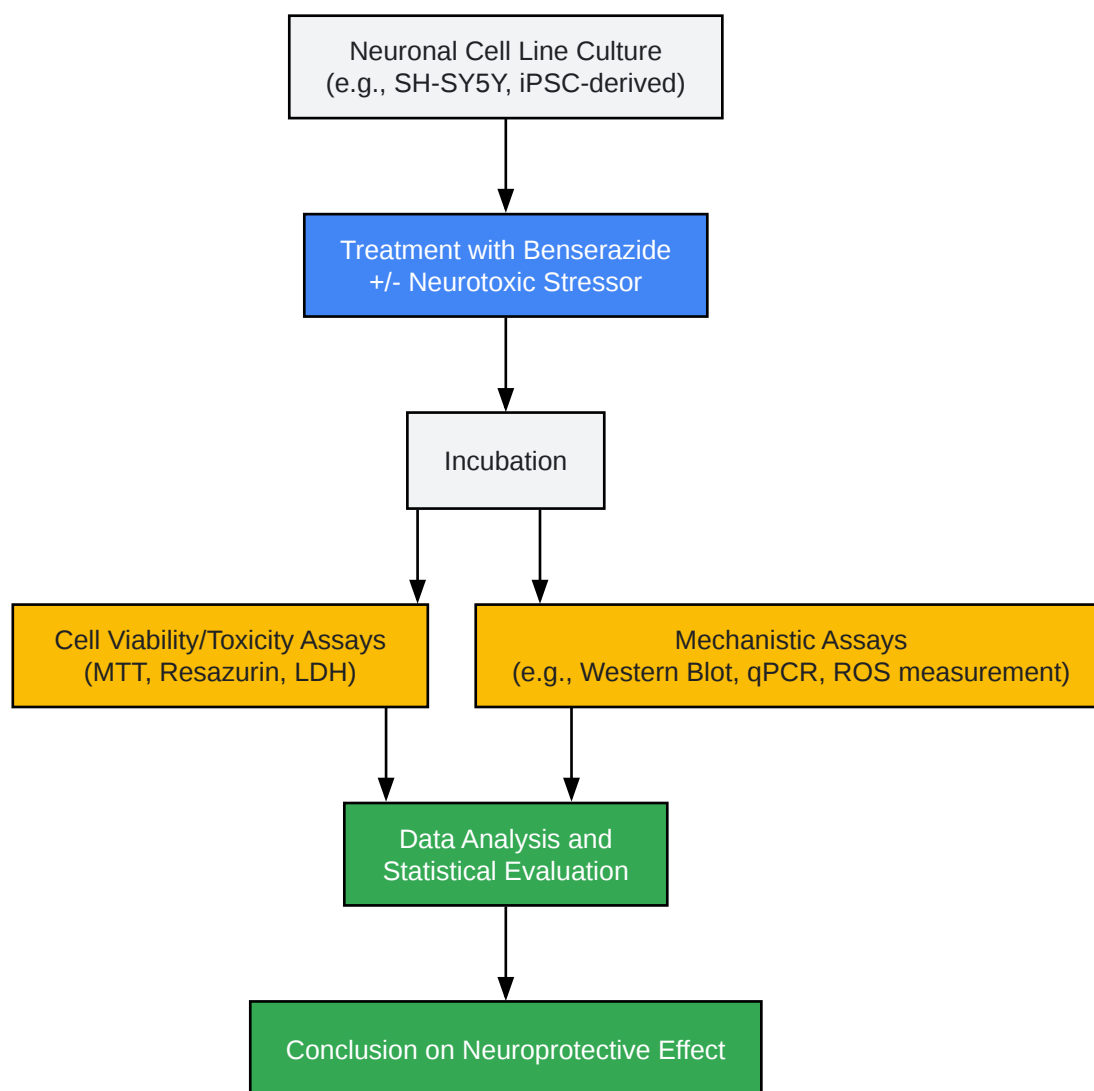 Neuronal Cell Line Culture
(e.g., SH-SY5Y, iPSC-derived)
Treatment with Benserazide
+/- Neurotoxic Stressor
Incubation
Cell Viability/Toxicity Assays
(MTT, Resazurin, LDH)
Mechanistic Assays
(e.g., Western Blot, qPCR, ROS measurement)
Data Analysis and
Statistical Evaluation
Conclusion on Neuroprotective Effect